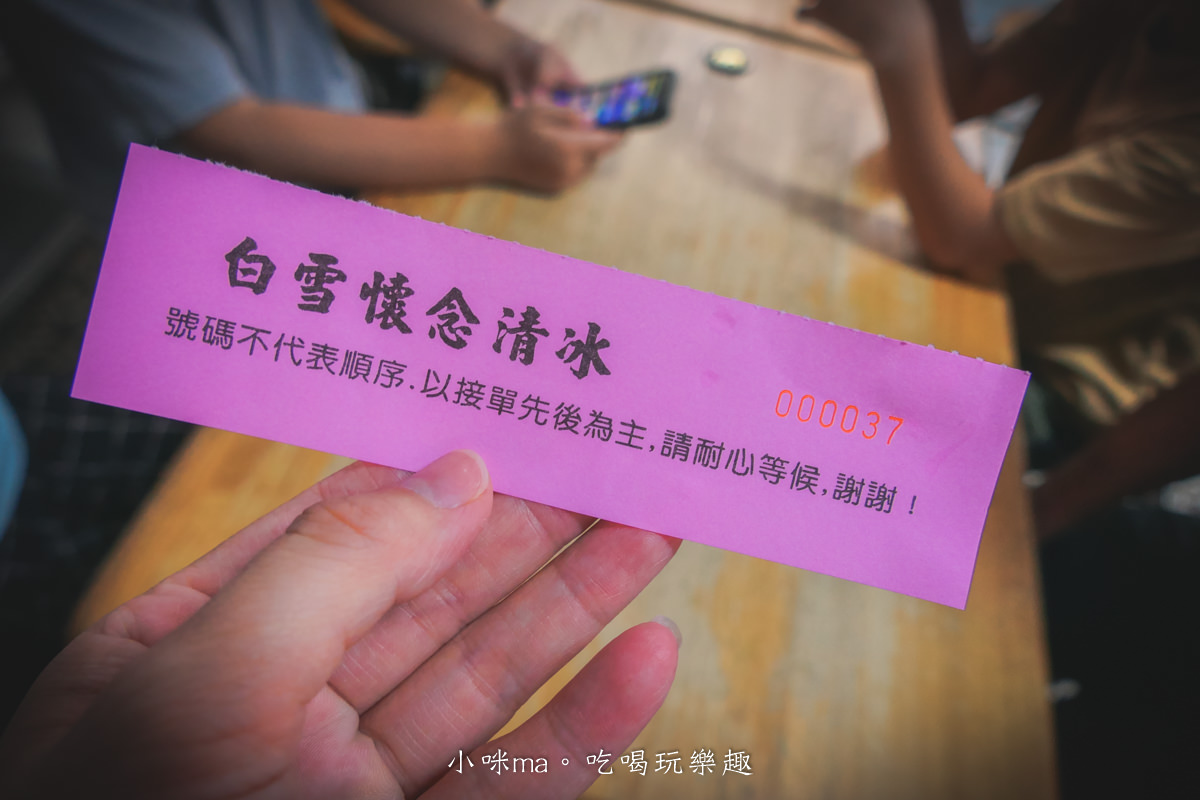 白雪懷念清冰
號碼不代表順序.以接單先後為主,請耐心等候,謝謝!
000037
小咪ma。吃喝玩樂趣